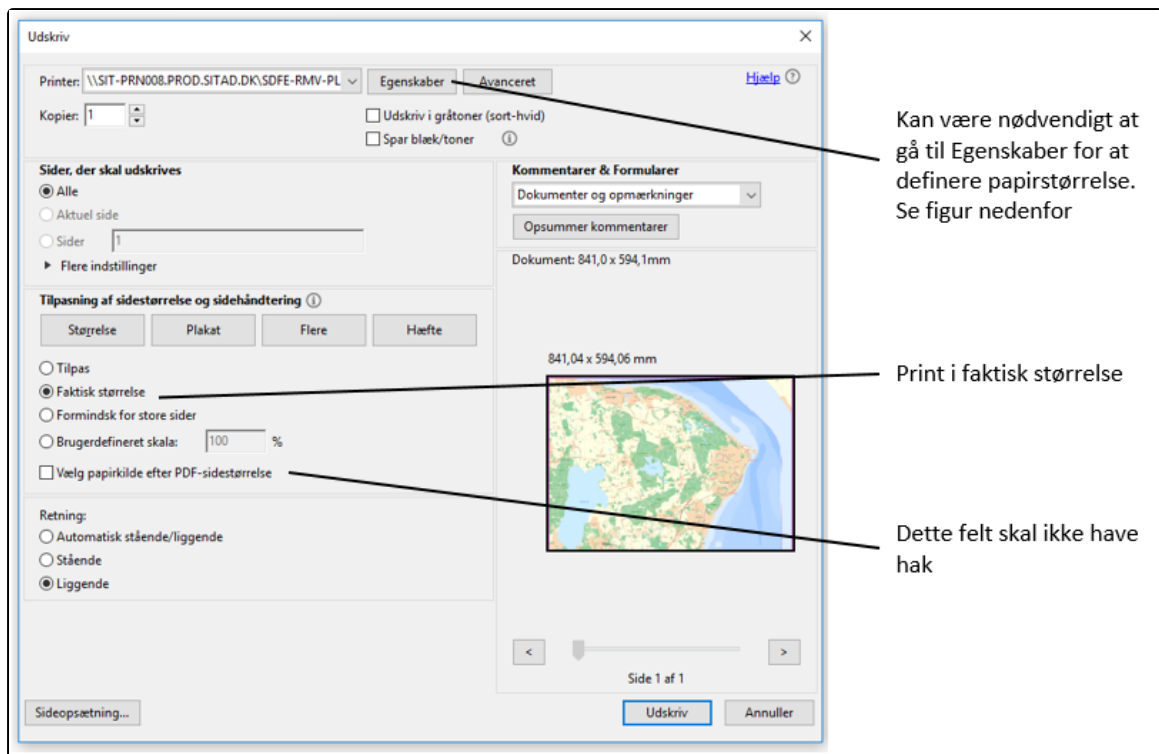 Udskriv
Printer: \\SIT-PRN008.PROD.SITAD.DK\SDFE-RMV-PL Egenskaber Avanceret Hjælp
Kopier: 1 Udskriv i gråtoner (sort-hvid)
Spar blæk/toner
Sider, der skal udskrives
Alle
Aktuel side
Sider 1
Flere indstillinger
Kommentarer & Formularer
Dokumenter og opmærkninger
Opsummer kommentarer
Dokument: 841,0 x 594,1mm
Tilpasning af sidestørrelse og sidehåndtering
Størrelse Plakat Flere Hæfte
Tilpas
Faktisk størrelse
Formindsk for store sider
Brugerdefineret skala: 100 %
Vælg papirkilde efter PDF-sidestørrelse
Retning:
Automatisk stående/liggende
Stående
Liggende
841,04 x 594,06 mm
< >
Side 1 af 1
Sideopsætning... Udskriv Annuller
Kan være nødvendigt at
gå til Egenskaber for at
definere papirstørrelse.
Se figur nedenfor
Print i faktisk størrelse
Dette felt skal ikke have
hak